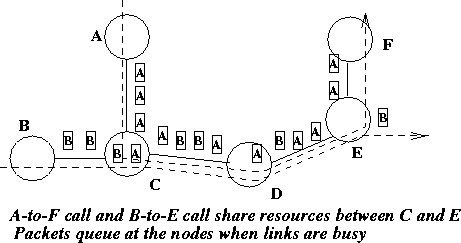 A
F
A
A
A
A
A
B
B
B
A
B
B
A
B
A
A
B
A
A
B
E
C
D
A-to-F call and B-to-E call share resources between C and E
Packets queue at the nodes when links are busy